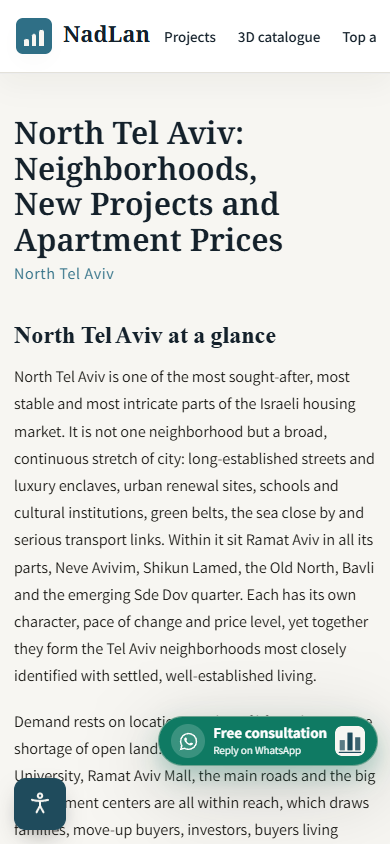 NadLan Projects 3D catalogue Top a
North Tel Aviv:
Neighborhoods,
New Projects and
Apartment Prices
North Tel Aviv
North Tel Aviv at a glance
North Tel Aviv is one of the most sought-after, most
stable and most intricate parts of the Israeli housing
market. It is not one neighborhood but a broad,
continuous stretch of city: long-established streets and
luxury enclaves, urban renewal sites, schools and
cultural institutions, green belts, the sea close by and
serious transport links. Within it sit Ramat Aviv in all its
parts, Neve Avivim, Shikun Lamed, the Old North, Bavli
and the emerging Sde Dov quarter. Each has its own
character, pace of change and price level, yet together
they form the Tel Aviv neighborhoods most closely
identified with settled, well-established living.
Demand rests on
shortage of open land.
Free consultation
Reply on WhatsApp
University, Ramat Aviv Mall, the main roads and the big
centers are all within reach, which draws
families, move-up buyers, investors, buyers living